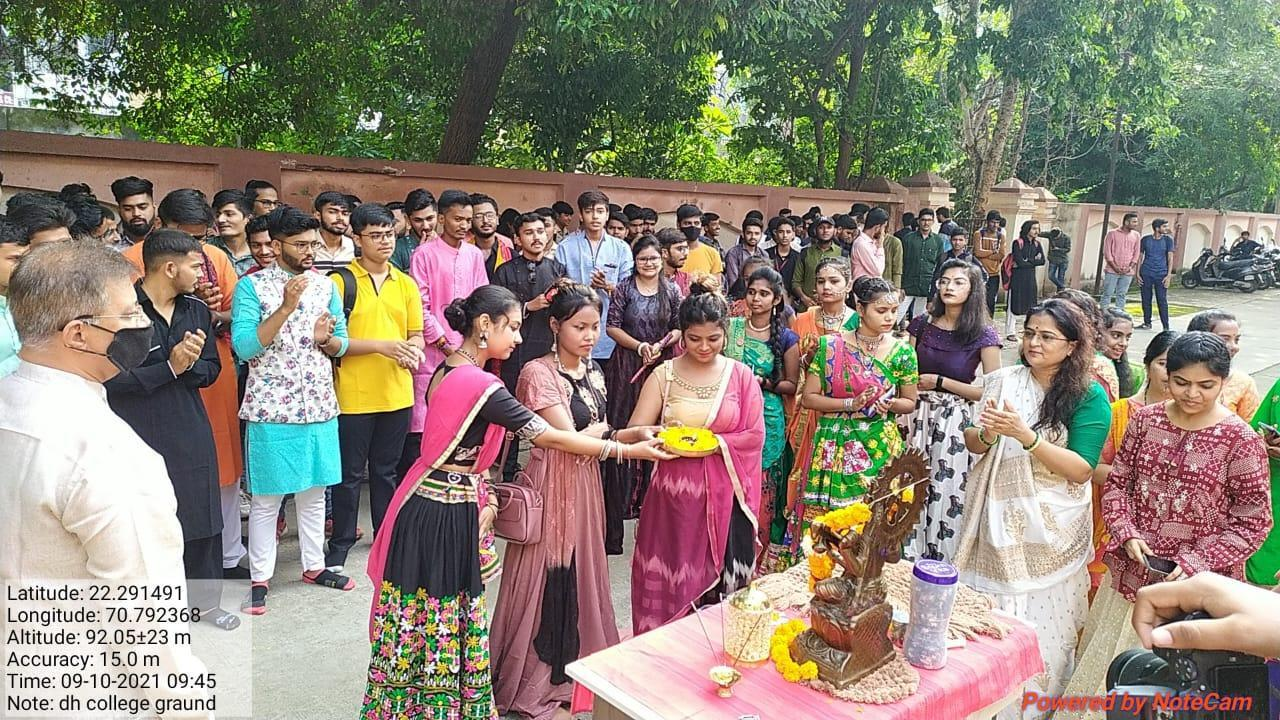 Latitude: 22.291491
Longitude: 70.792368
Altitude: 92.05±23 m
Accuracy: 15.0 m
Time: 09-10-2021 09:45
Note: dh college graund
Powered by NoteCam